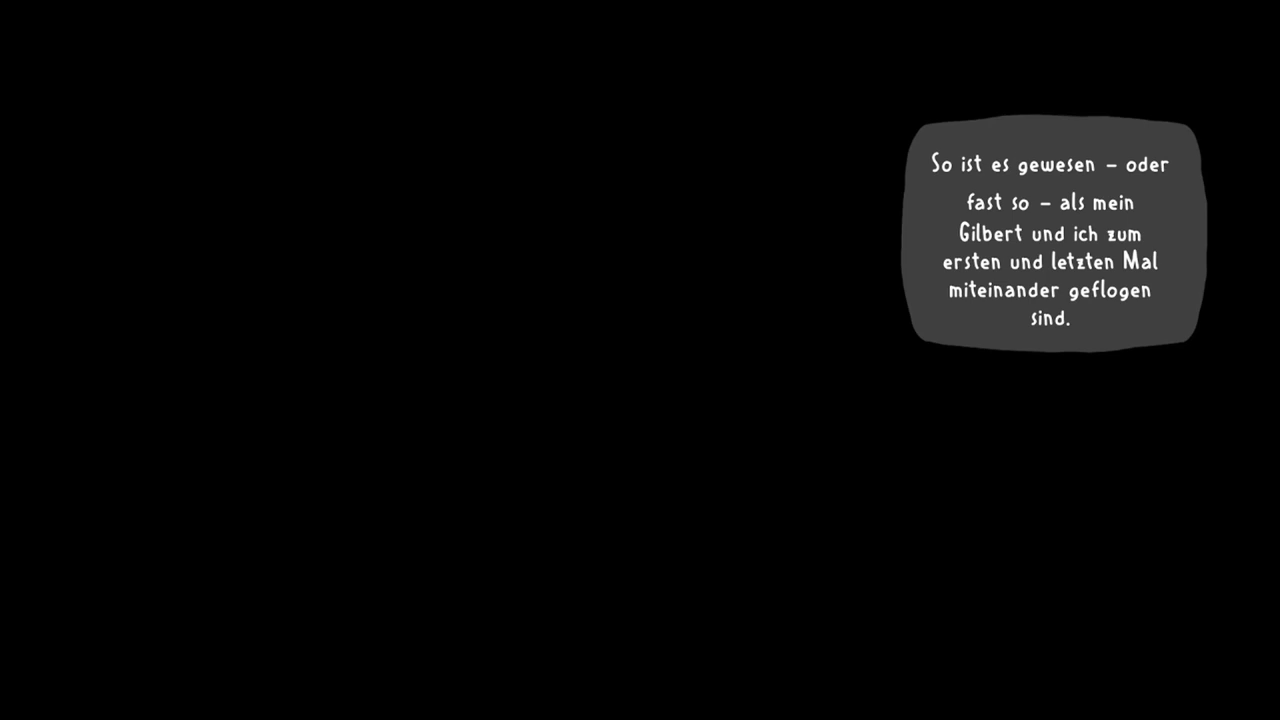 So ist es gewesen – oder
fast so – als mein
Gilbert und ich zum
ersten und letzten Mal
miteinander geflogen
sind.